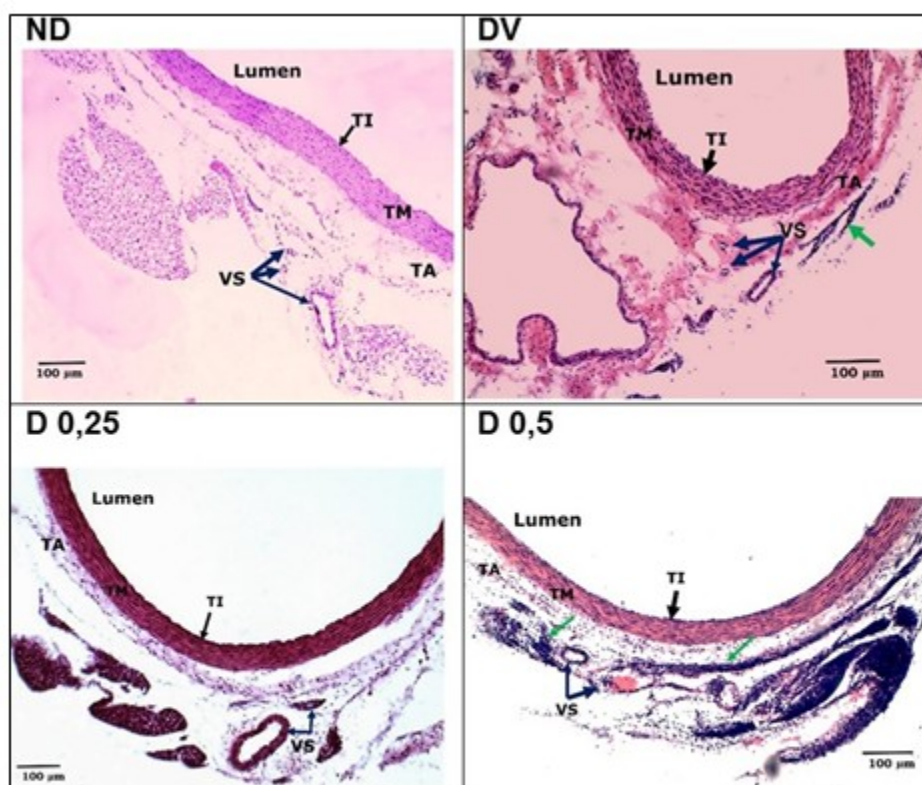 ND
Lumen
TI
TM
TA
VS
100 µm
DV
Lumen
TM
TI
TA
VS
100 µm
D 0,25
Lumen
TA
TM
TI
VS
100 µm
D 0,5
Lumen
TA
TM
TI
VS
100 µm